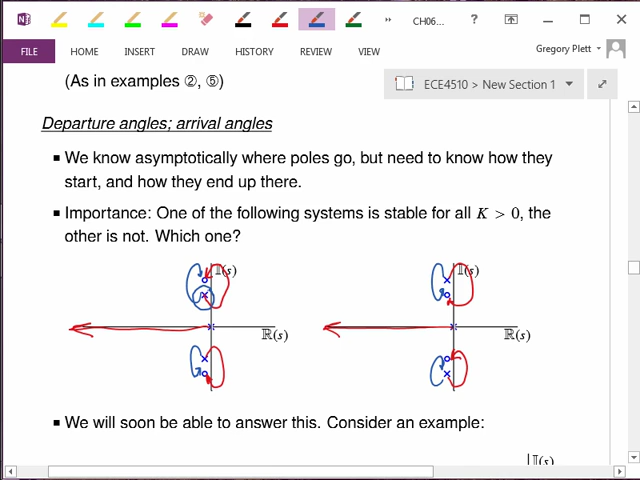 CH06...
?
FILE
HOME
INSERT
DRAW
HISTORY
REVIEW
VIEW
Gregory Plett
(As in examples ②, ⑤)
ECE4510 > New Section 1
Departure angles; arrival angles
▪ We know asymptotically where poles go, but need to know how they
start, and how they end up there.
▪ Importance: One of the following systems is stable for all K > 0, the
other is not. Which one?
𝕀(s)
ℝ(s)
𝕀(s)
ℝ(s)
▪ We will soon be able to answer this. Consider an example:
𝕀(s)